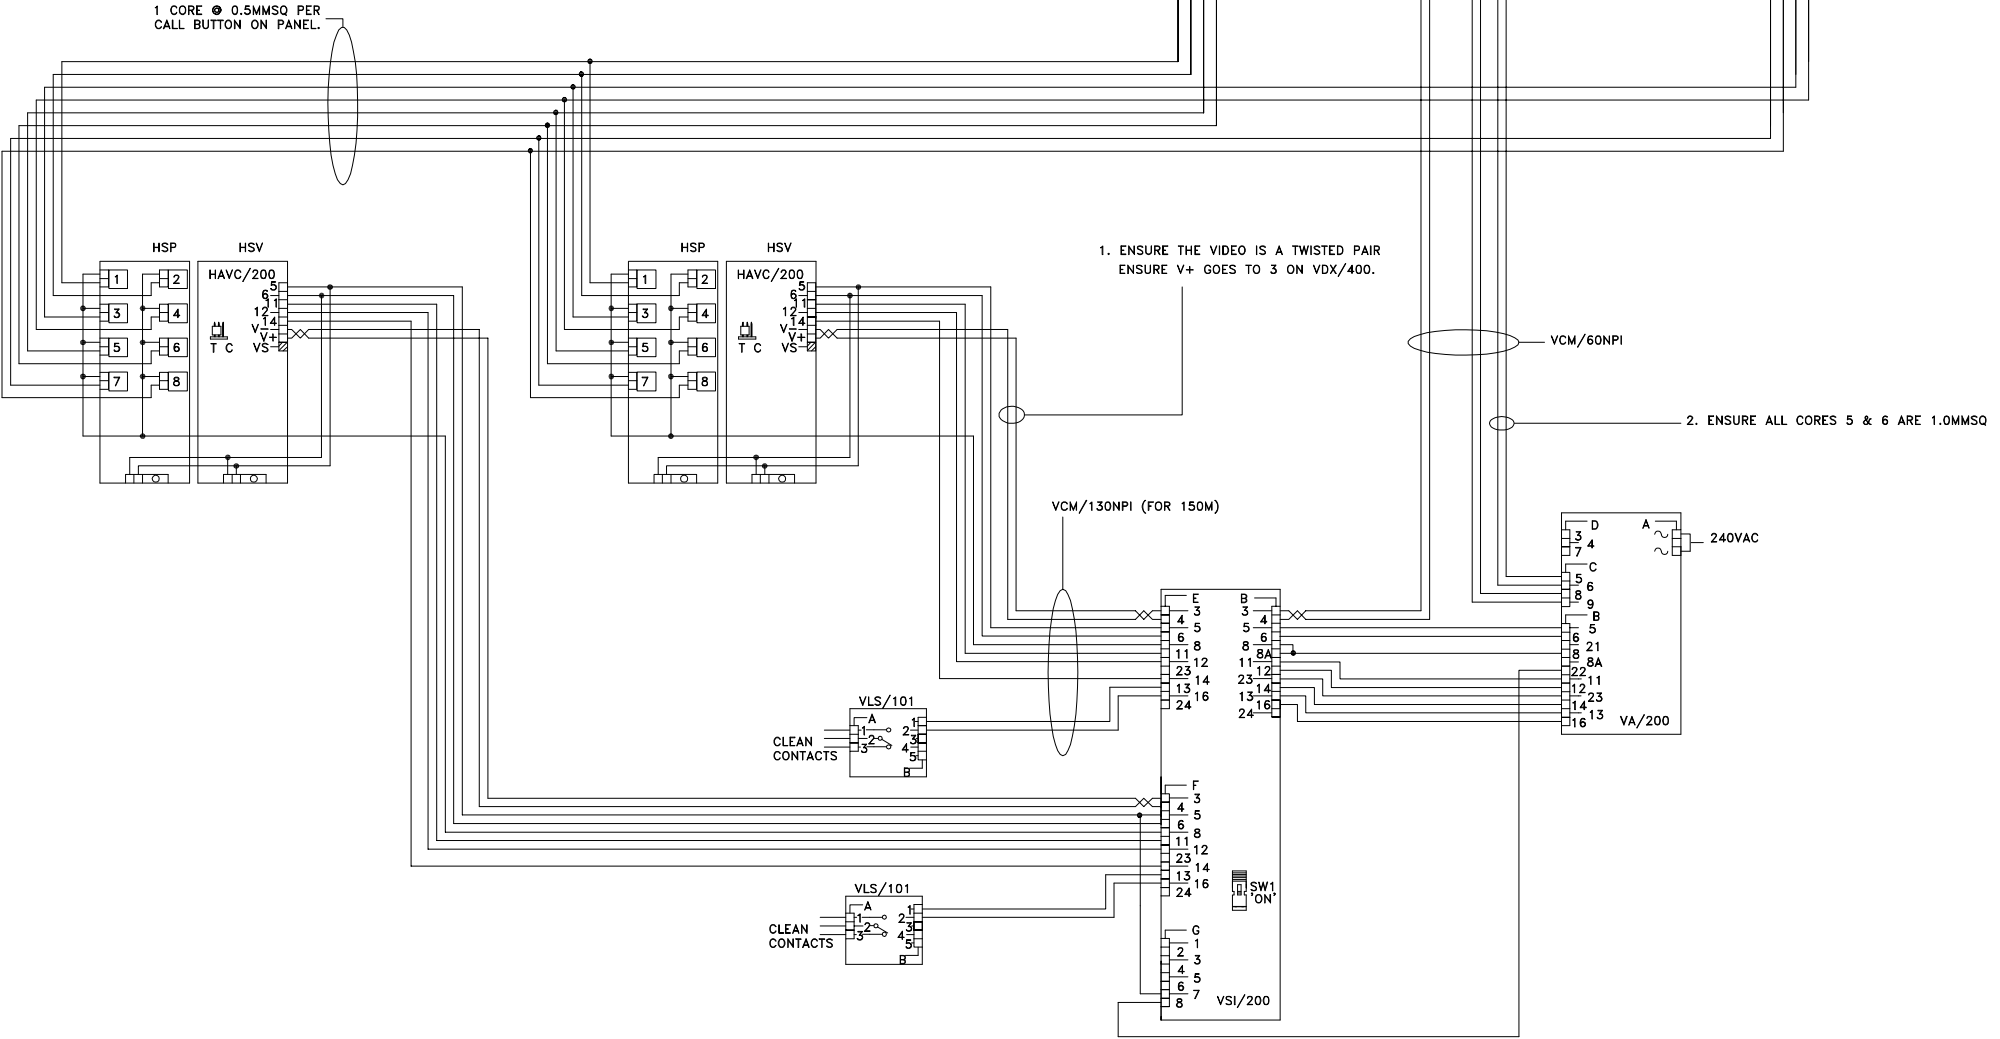 1 CORE @ 0.5MMSQ PER
CALL BUTTON ON PANEL.
HSP
HSV
HAVC/200
1
2
3
4
5
6
7
8
5
6
11
12
14
V-
V+
VS
T C
HSP
HSV
HAVC/200
1
2
3
4
5
6
7
8
5
6
11
12
14
V-
V+
VS
T C
1. ENSURE THE VIDEO IS A TWISTED PAIR
ENSURE V+ GOES TO 3 ON VDX/400.
VCM/60NPI
2. ENSURE ALL CORES 5 & 6 ARE 1.0MMSQ
VCM/130NPI (FOR 150M)
D
3
4
7
C
5
6
8
9
B
5
6
21
8
8A
22
11
12
23
14
13
16
A
240VAC
VA/200
E
3
4
5
6
8
11
12
23
14
13
16
24
B
3
4
5
6
8
8A
11
12
23
14
13
16
24
VLS/101
A
1
2
3
1
2
3
4
5
B
CLEAN
CONTACTS
F
3
4
5
6
8
11
12
23
14
13
16
24
SW1
'ON'
VLS/101
A
1
2
3
1
2
3
4
5
B
CLEAN
CONTACTS
G
1
2
3
4
5
6
7
8
VSI/200